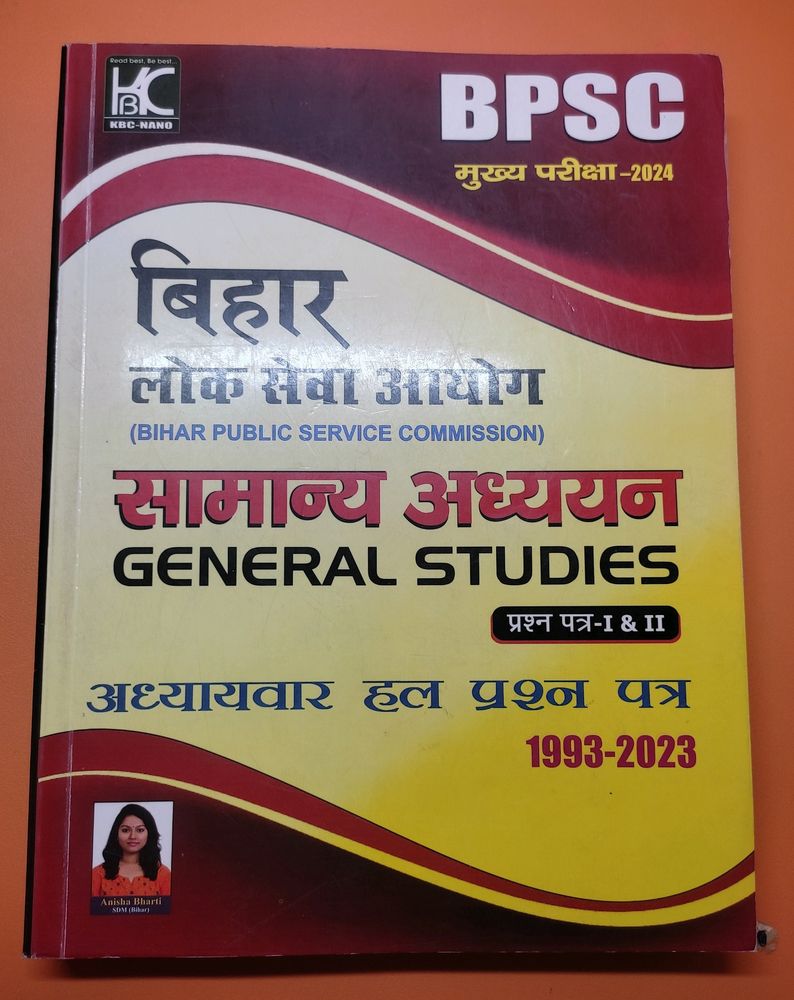 Read best, Be best...
KBC
KBC-NANO
BPSC
मुख्य परीक्षा–2024
बिहार
लोक सेवा आयोग
(BIHAR PUBLIC SERVICE COMMISSION)
सामान्य अध्ययन
GENERAL STUDIES
प्रश्न पत्र-I & II
अध्यायवार हल प्रश्न पत्र
1993-2023
Anisha Bharti
SDM (Bihar)